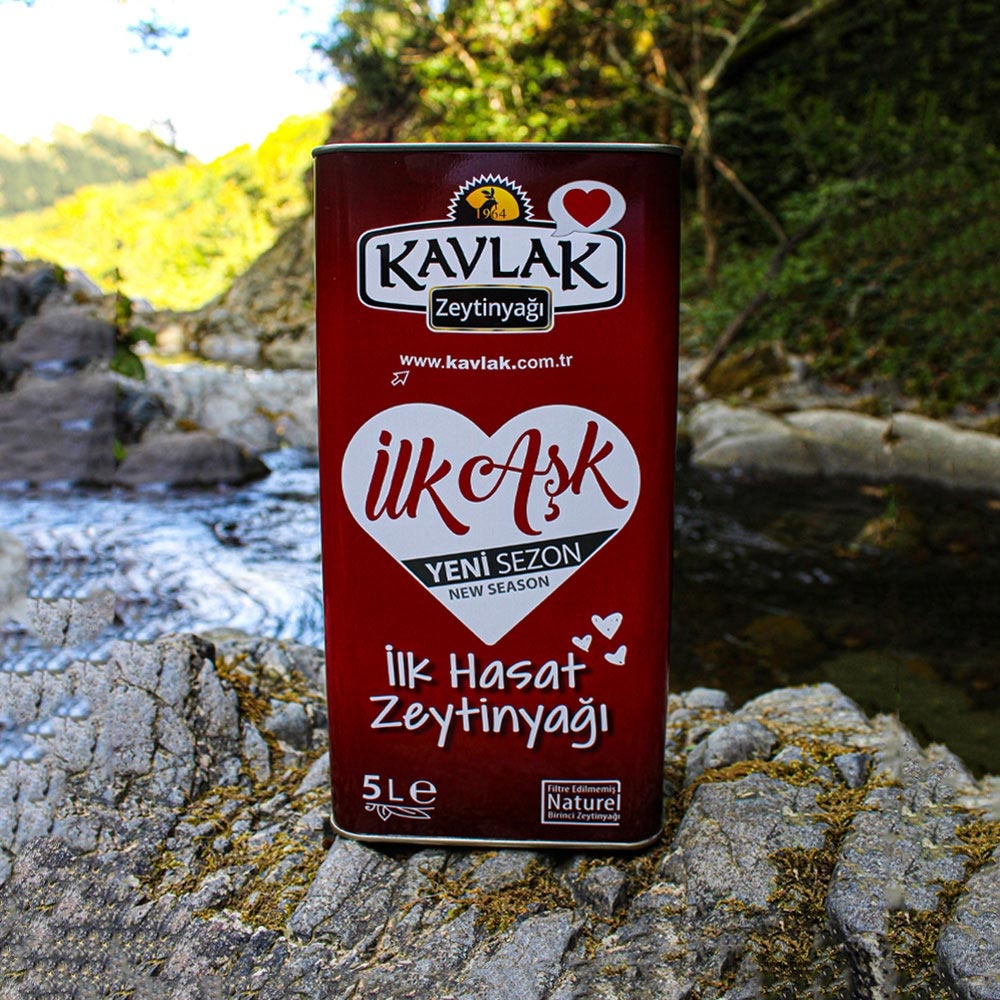 1964
KAVLAK
Zeytinyağı
www.kavlak.com.tr
İlk Aşk
YENİ SEZON
NEW SEASON
İlk Hasat
Zeytinyağı
5 L e
Filtre Edilmemiş
Naturel
Birinci Zeytinyağı